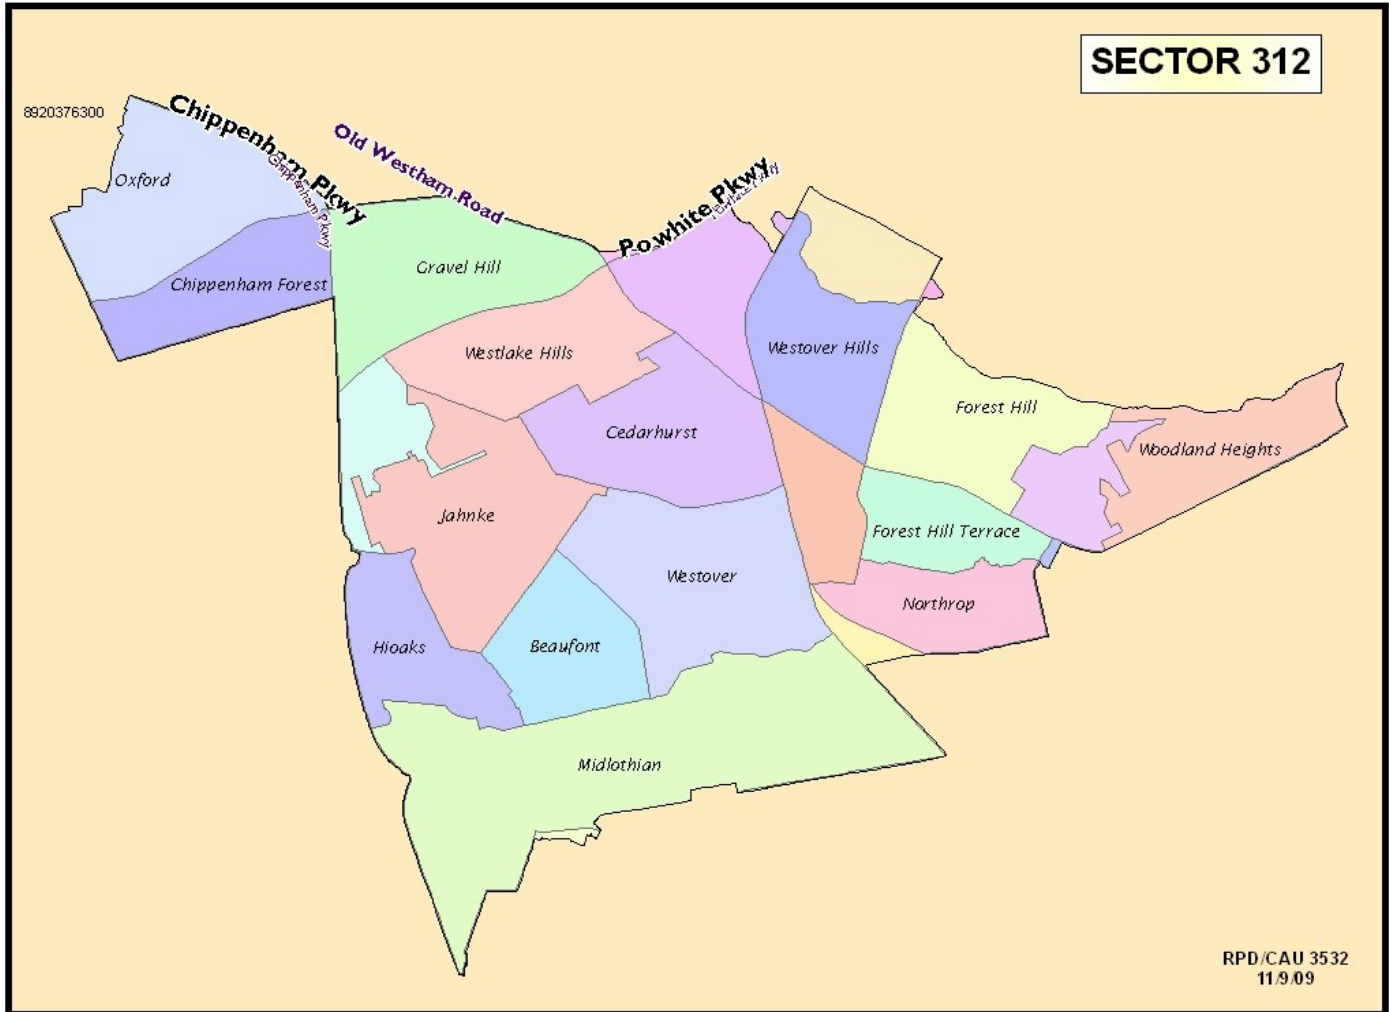 SECTOR 312
8920376300
Chippenham Pkwy
Chippenham Pkwy
Old Westham Road
Powhite Pkwy
Oxford
Chippenham Forest
Gravel Hill
Westlake Hills
Westover Hills
Cedarhurst
Forest Hill
Woodland Heights
Jahnke
Forest Hill Terrace
Westover
Northrop
Hioaks
Beaufont
Midlothian
RPD/CAU 3532
11/9/09